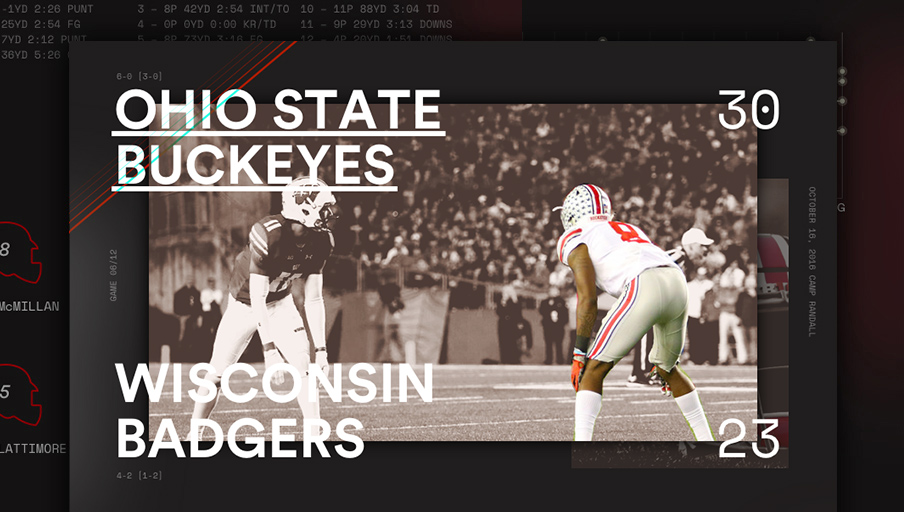 -1YD 2:26 PUNT 3 – 8P 42YD 2:54 INT/TO 10 – 11P 88YD 3:04 TD
25YD 2:54 FG 4 – 0P 0YD 0:00 KR/TD 11 – 9P 29YD 3:13 DOWNS
7YD 2:12 PUNT 5 – 8P 73YD 3:16 FG 12 – 4P 20YD 1:51 DOWNS
36YD 5:26
6-0 [3-0]
OHIO STATE 30
BUCKEYES
8
McMILLAN
5
LATTIMORE
GAME 06/12
8
G
OCTOBER 16, 2016 CAMP RANDALL
WISCONSIN
BADGERS 23
4-2 [1-2]